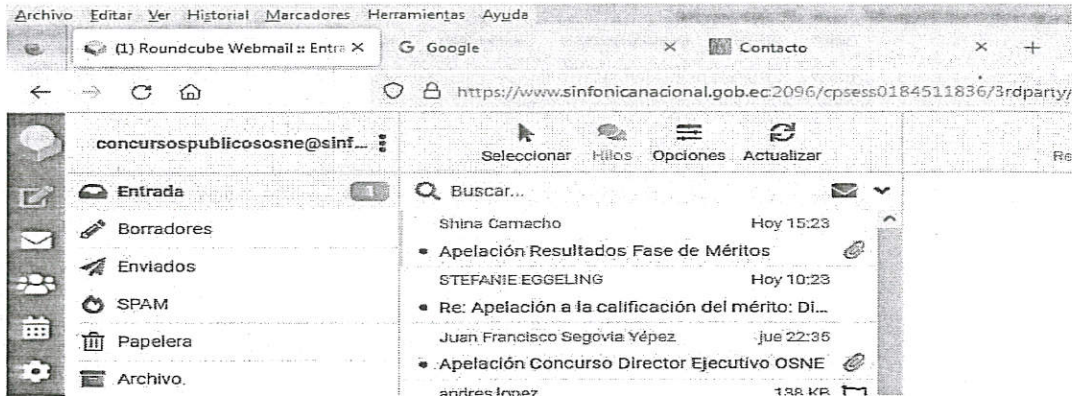 Archivo Editar Ver Historial Marcadores Herramientas Ayuda
(1) Roundcube Webmail :: Entra × G Google × Contacto × +
https://www.sinfonicanacional.gob.ec:2096/cpsess0184511836/3rdparty/
concursospublicososne@sinf...
Seleccionar Hilos Opciones Actualizar Re
Entrada 1
Buscar...
Borradores
Enviados
SPAM
Papelera
Archivo.
Shina Camacho Hoy 15:23
• Apelación Resultados Fase de Méritos
STEFANIE EGGELING Hoy 10:23
• Re: Apelación a la calificación del mérito: Di...
Juan Francisco Segovia Yépez jue 22:35
• Apelación Concurso Director Ejecutivo OSNE
andres lopez 138 KB